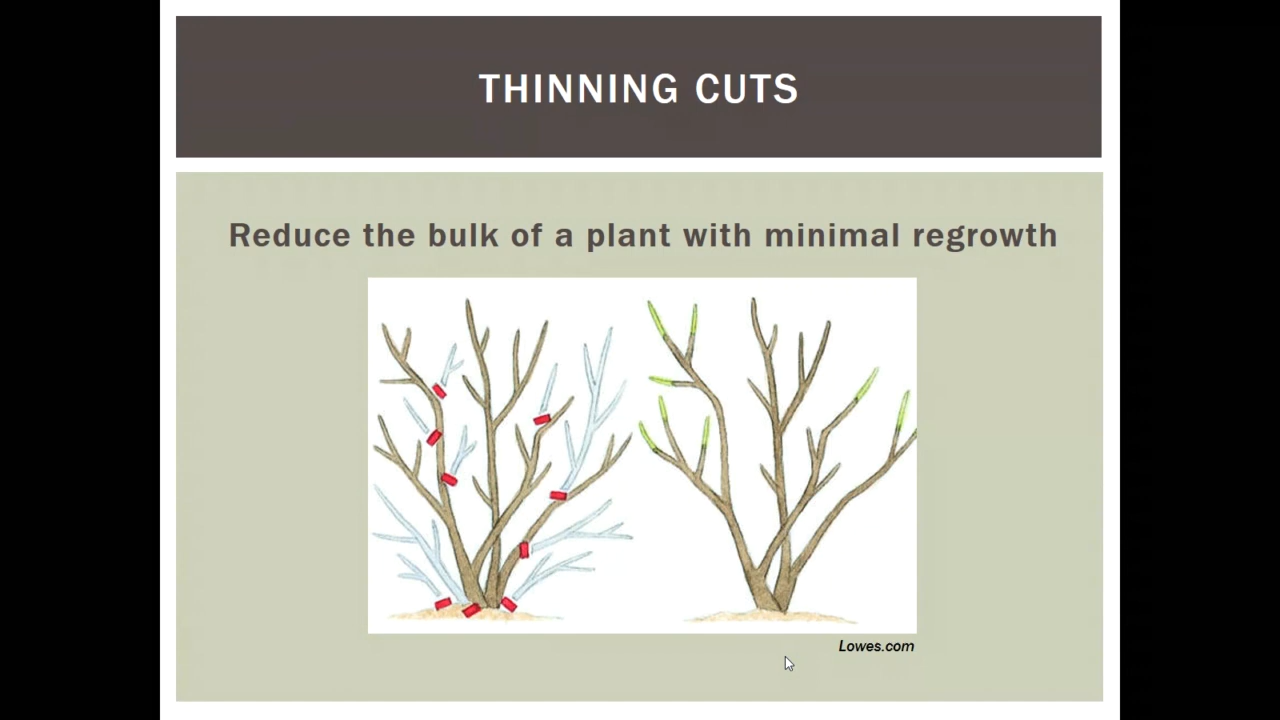 THINNING CUTS
Reduce the bulk of a plant with minimal regrowth
Lowes.com